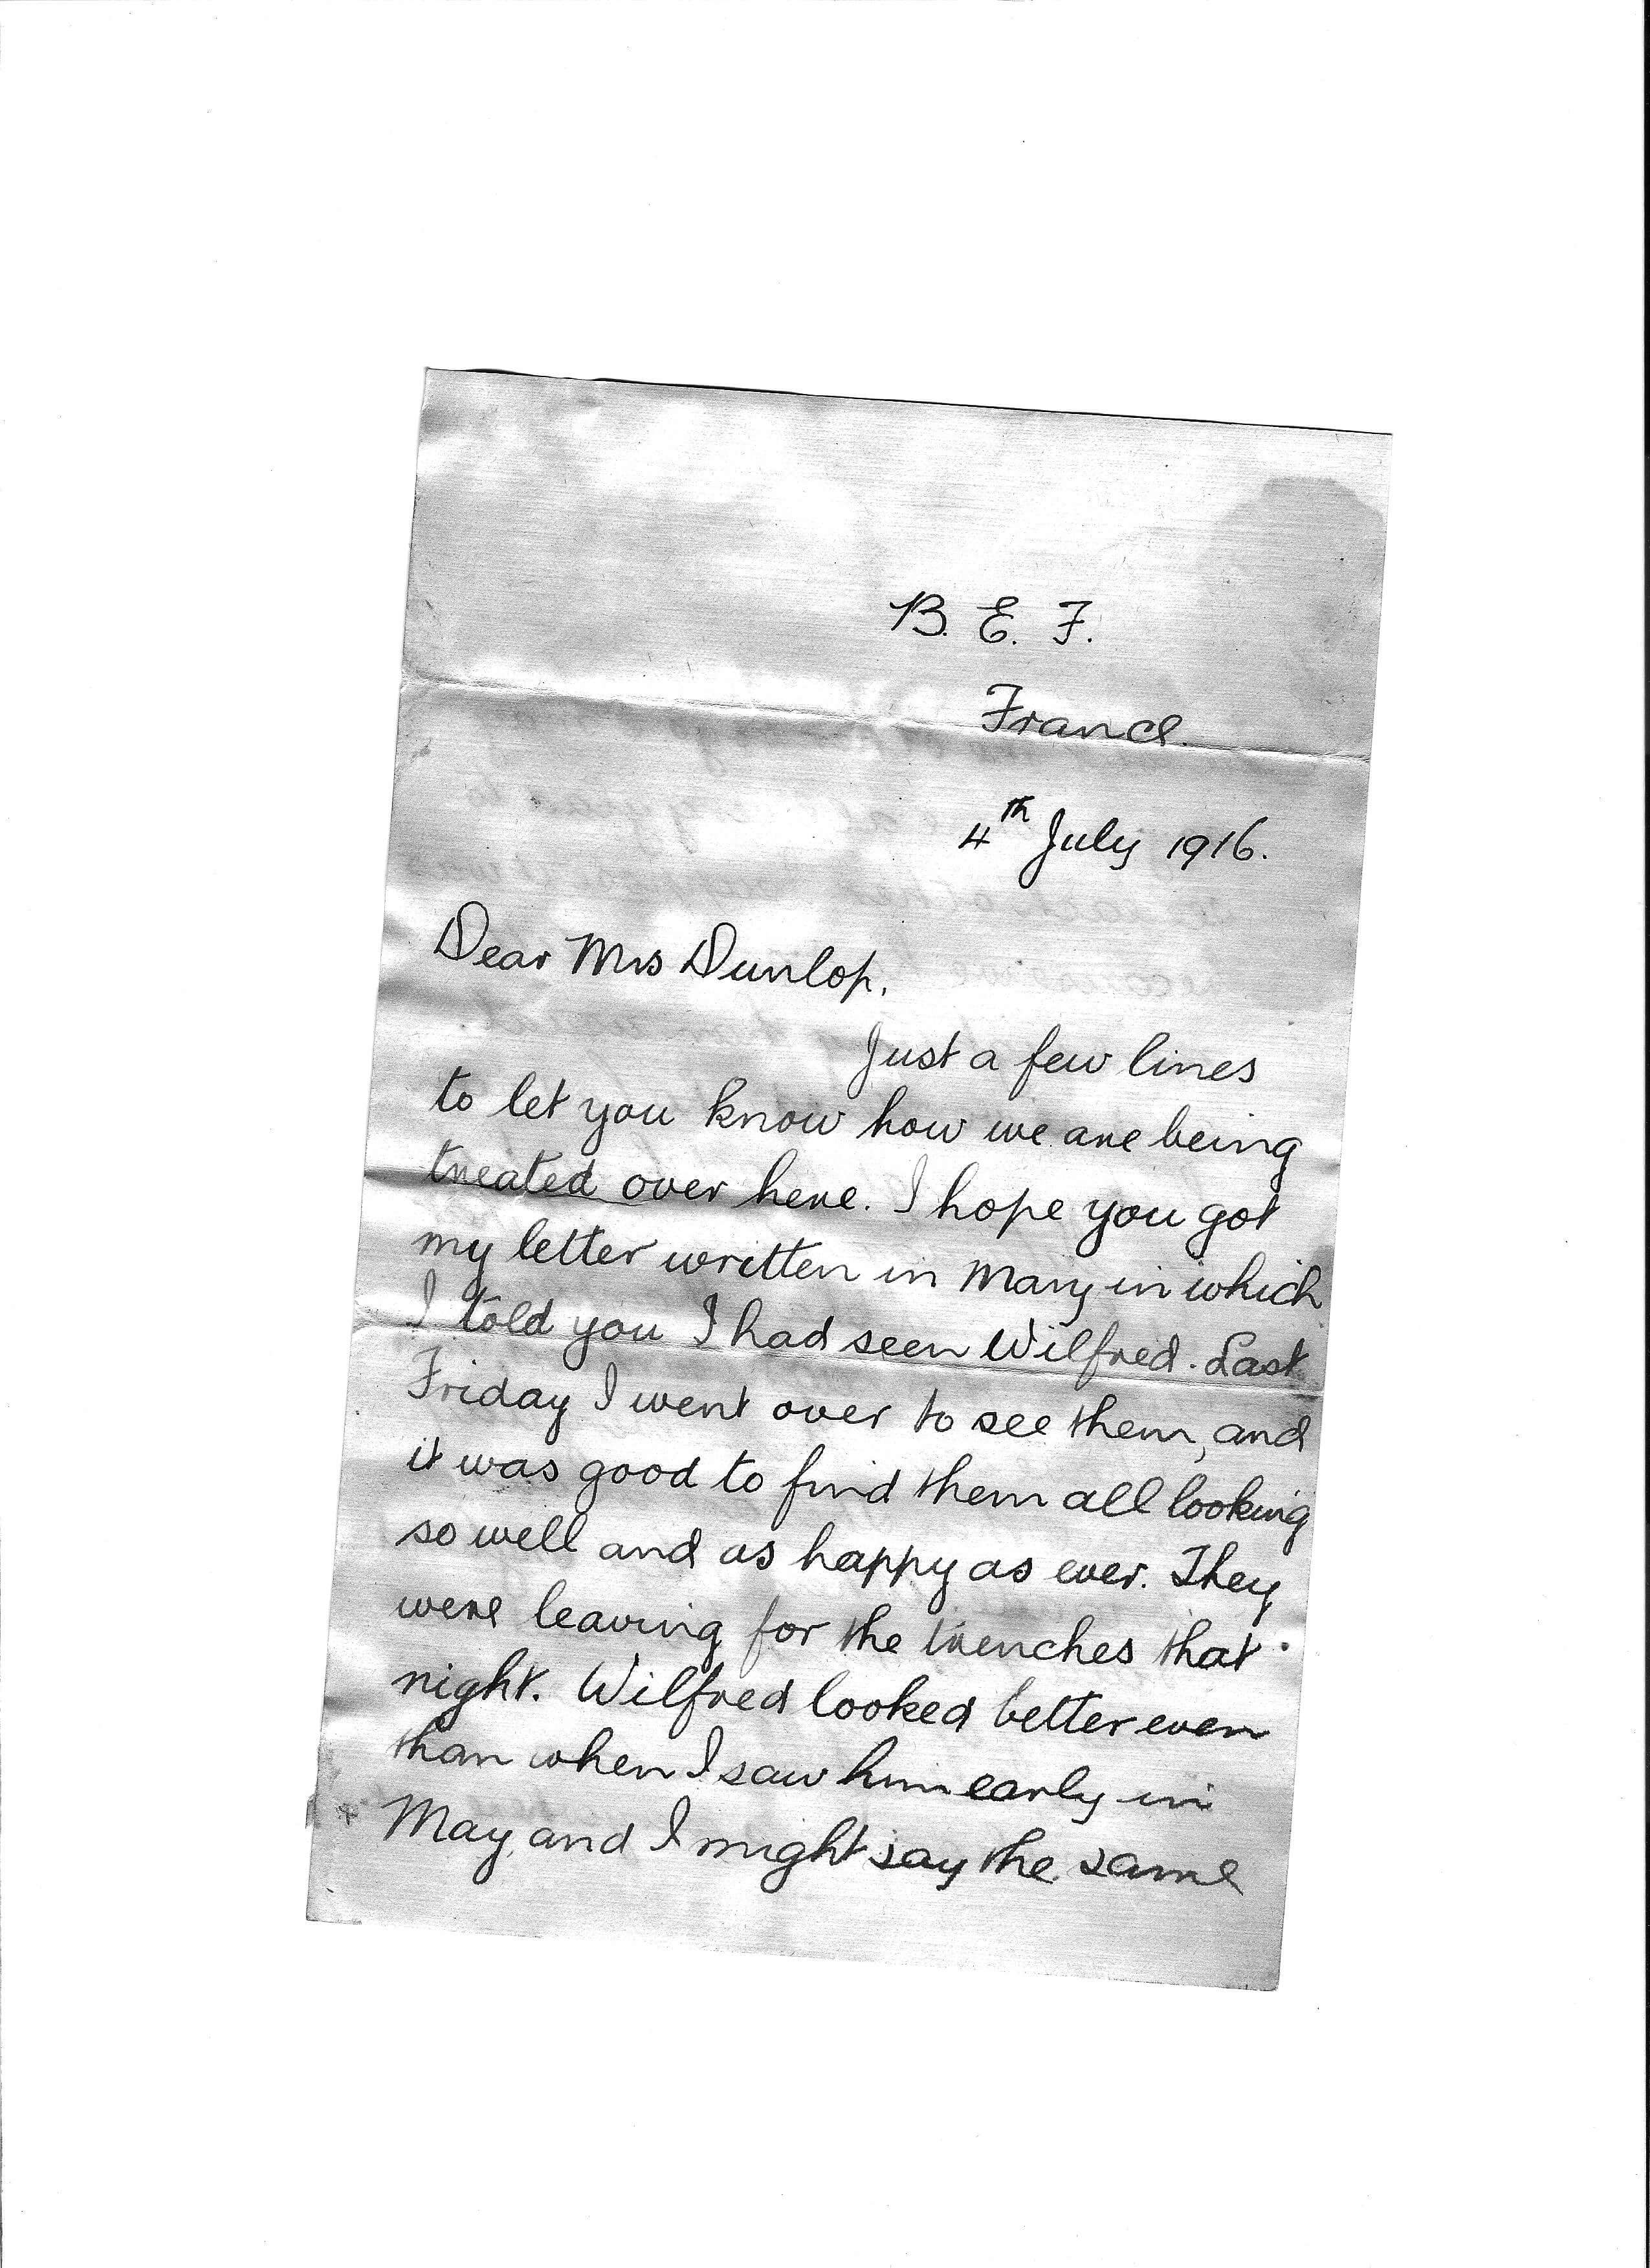 B. E. F.
France.
4th July 1916.
Dear Mrs Dunlop,
Just a few lines
to let you know how we are being
treated over here. I hope you got
my letter written in May in which
I told you I had seen Wilfred. Last
Friday I went over to see them, and
it was good to find them all looking
so well and as happy as ever. They
were leaving for the trenches that
night. Wilfred looked better even
than when I saw him early in
May, and I might say the same